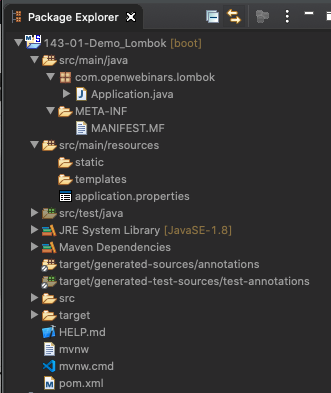 Package Explorer
143-01-Demo_Lombok [boot]
src/main/java
com.openwebinars.lombok
Application.java
META-INF
MANIFEST.MF
src/main/resources
static
templates
application.properties
src/test/java
JRE System Library [JavaSE-1.8]
Maven Dependencies
target/generated-sources/annotations
target/generated-test-sources/test-annotations
src
target
HELP.md
mvnw
mvnw.cmd
pom.xml